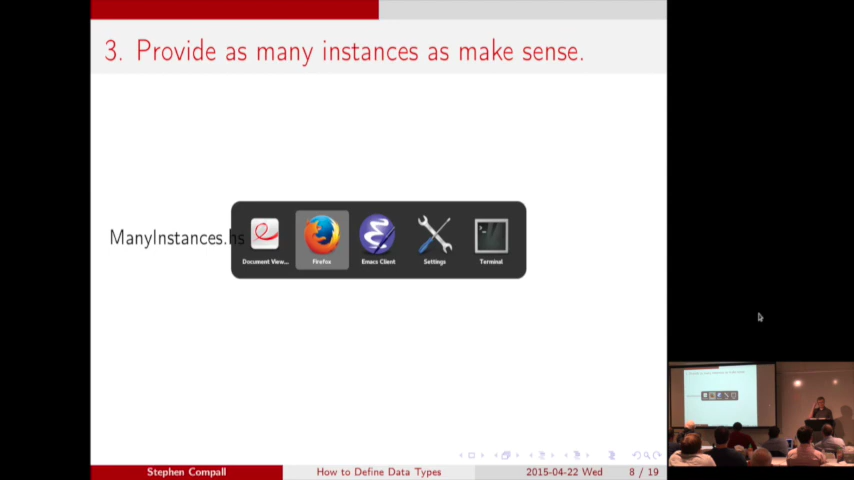 3. Provide as many instances as make sense.
ManyInstances.hs
Document View...
Firefox
Emacs Client
Settings
Terminal
Stephen Compall
How to Define Data Types
2015-04-22 Wed
8 / 19